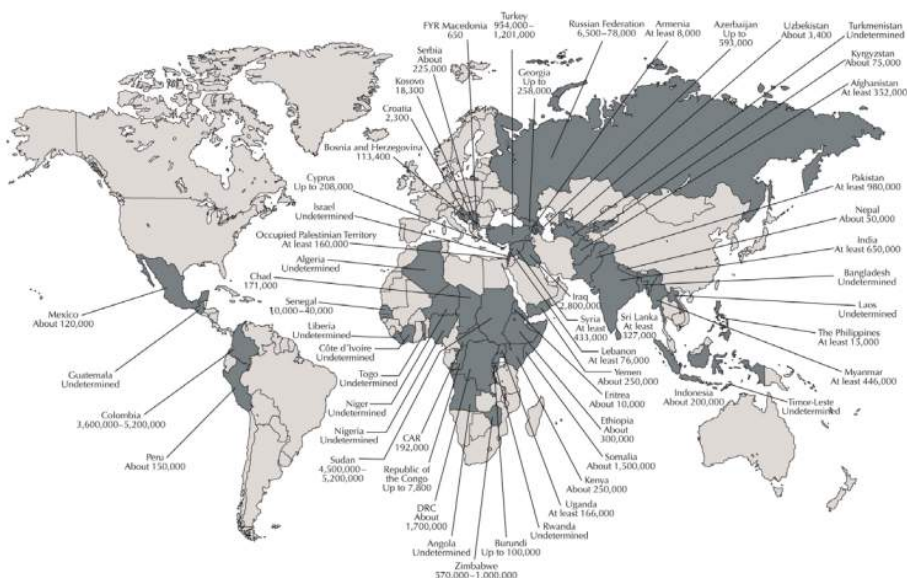 Turkey
954,000–
1,201,000
FYR Macedonia
650
Serbia
About
225,000
Kosovo
18,300
Croatia
2,300
Bosnia and Herzegovina
113,400
Cyprus
Up to 208,000
Israel
Undetermined
Occupied Palestinian Territory
At least 160,000
Algeria
Undetermined
Chad
171,000
Senegal
10,000–40,000
Liberia
Undetermined
Côte d'Ivoire
Undetermined
Togo
Undetermined
Niger
Undetermined
Nigeria
Undetermined
Sudan
4,500,000–
5,200,000
CAR
192,000
Republic of
the Congo
Up to 7,800
DRC
About
1,700,000
Angola
Undetermined
Zimbabwe
570,000–1,000,000
Burundi
Up to 100,000
Rwanda
Undetermined
Uganda
At least 166,000
Kenya
About 250,000
Somalia
About 1,500,000
Ethiopia
About
300,000
Eritrea
About 10,000
Yemen
About 250,000
Lebanon
At least 76,000
Syria
At least
433,000
Iraq
2,800,000
Sri Lanka
At least
327,000
Indonesia
About 200,000
Timor-Leste
Undetermined
Myanmar
At least 446,000
The Philippines
At least 15,000
Laos
Undetermined
Bangladesh
Undetermined
India
At least 650,000
Nepal
About 50,000
Pakistan
At least 980,000
Afghanistan
At least 352,000
Kyrgyzstan
About 75,000
Turkmenistan
Undetermined
Uzbekistan
About 3,400
Azerbaijan
Up to
593,000
Armenia
At least 8,000
Russian Federation
6,500–78,000
Georgia
Up to
258,000
Mexico
About 120,000
Guatemala
Undetermined
Colombia
3,600,000–5,200,000
Peru
About 150,000